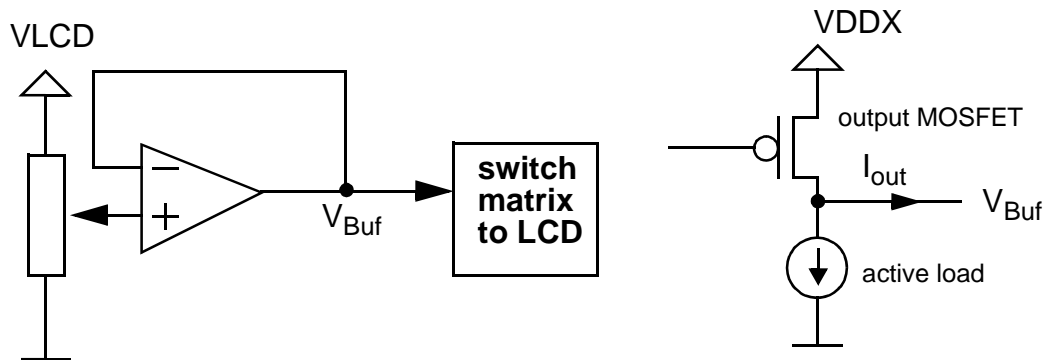 VLCD
−
+
V_Buf
switch
matrix
to LCD
VDDX
output MOSFET
I_out
V_Buf
active load